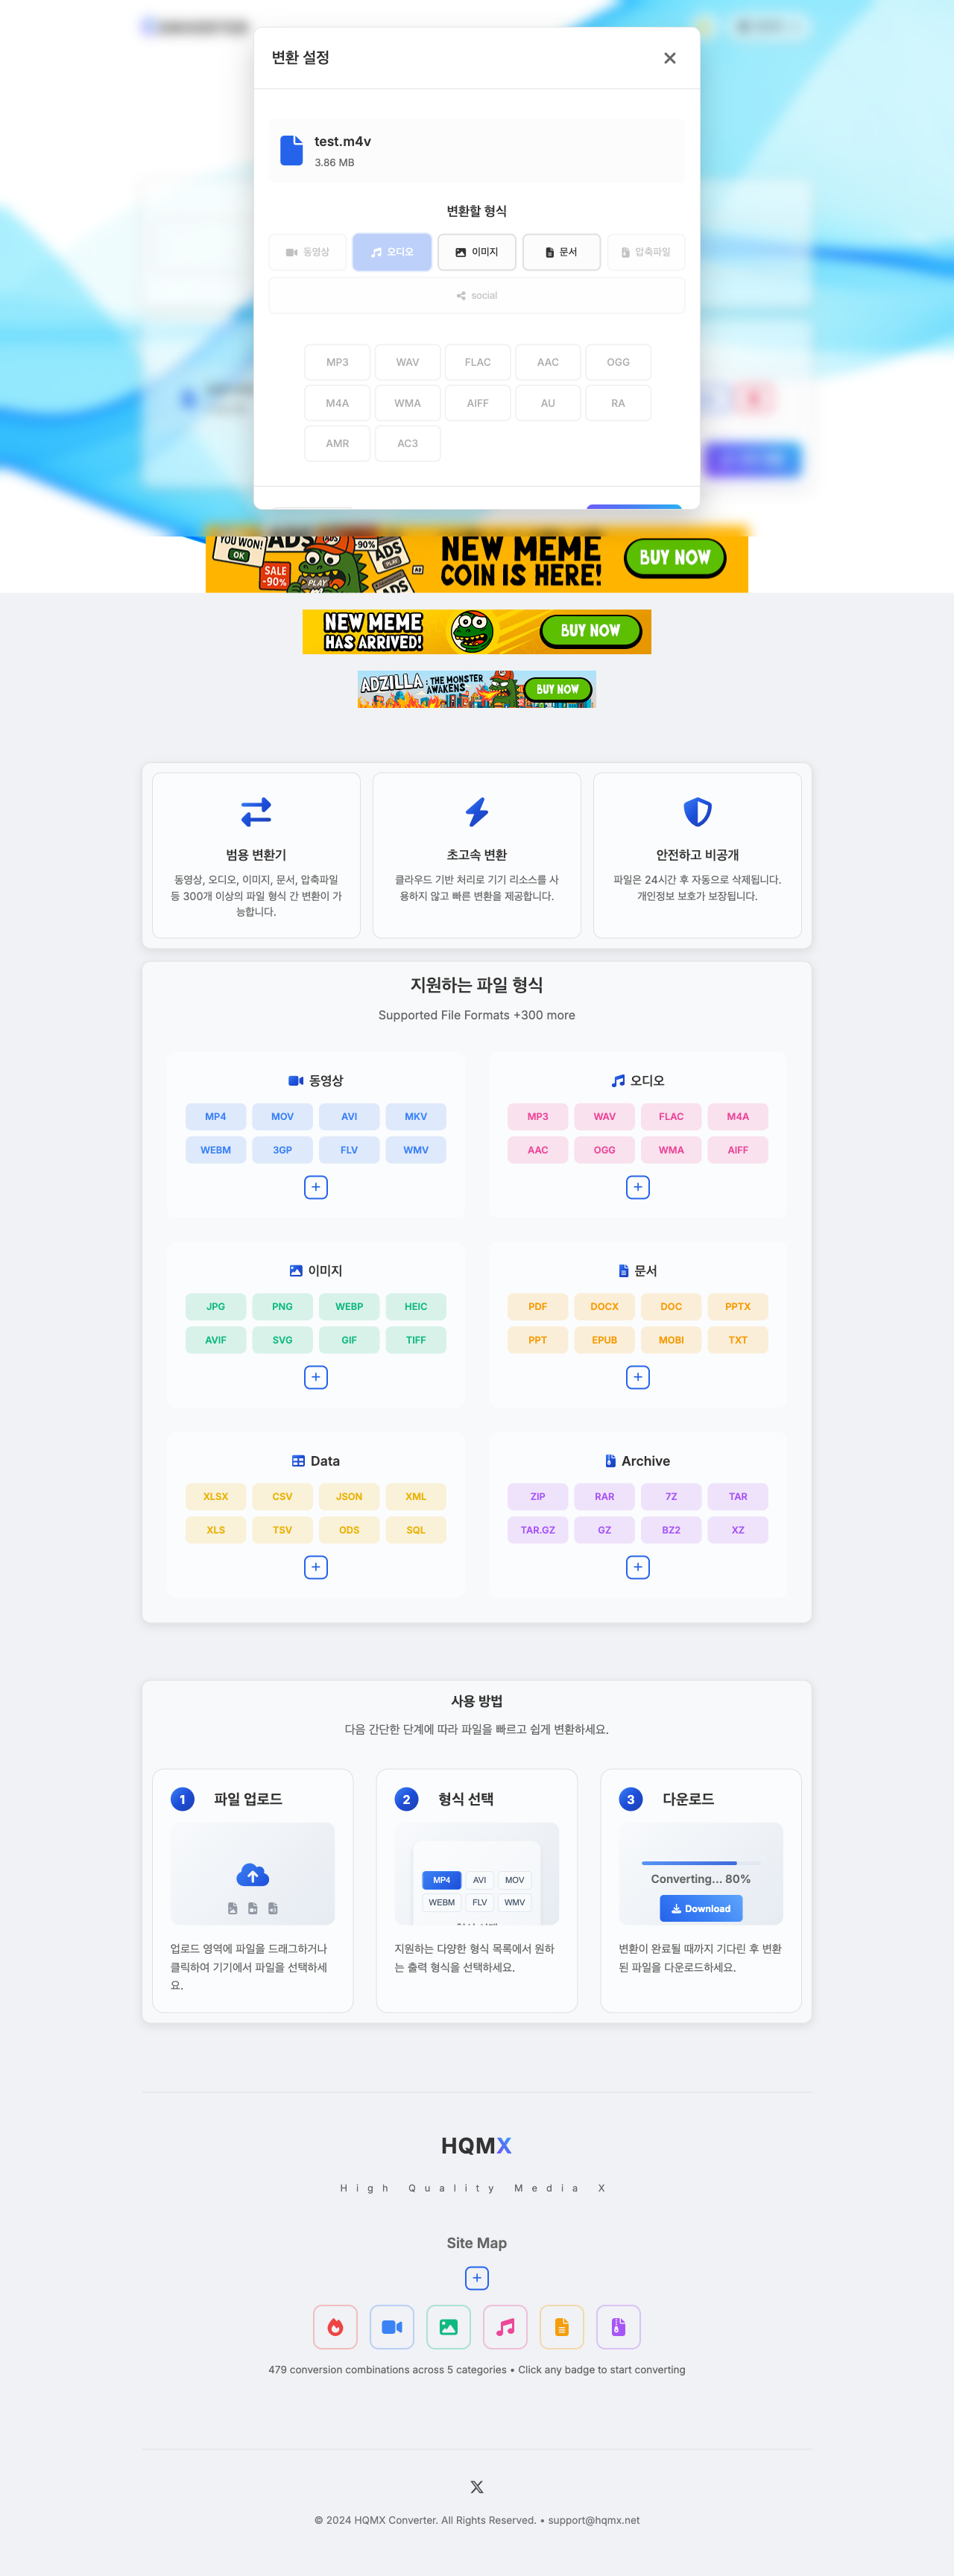 변환 설정
test.m4v
3.86 MB
변환할 형식
동영상
오디오
이미지
문서
압축파일
social
MP3 WAV FLAC AAC OGG
M4A WMA AIFF AU RA
AMR AC3
YOU WON!
OK
ADS
-90%
ADS
SALE
-90%
PLAY
NEW MEME
COIN IS HERE!
BUY NOW
NEW MEME
HAS ARRIVED!
BUY NOW
ADZILLA : THE MONSTER
AWAKENS
BUY NOW
범용 변환기
동영상, 오디오, 이미지, 문서, 압축파일
등 300개 이상의 파일 형식 간 변환이 가
능합니다.
초고속 변환
클라우드 기반 처리로 기기 리소스를 사
용하지 않고 빠른 변환을 제공합니다.
안전하고 비공개
파일은 24시간 후 자동으로 삭제됩니다.
개인정보 보호가 보장됩니다.
지원하는 파일 형식
Supported File Formats +300 more
동영상
MP4 MOV AVI MKV
WEBM 3GP FLV WMV
+
오디오
MP3 WAV FLAC M4A
AAC OGG WMA AIFF
+
이미지
JPG PNG WEBP HEIC
AVIF SVG GIF TIFF
+
문서
PDF DOCX DOC PPTX
PPT EPUB MOBI TXT
+
Data
XLSX CSV JSON XML
XLS TSV ODS SQL
+
Archive
ZIP RAR 7Z TAR
TAR.GZ GZ BZ2 XZ
+
사용 방법
다음 간단한 단계에 따라 파일을 빠르고 쉽게 변환하세요.
1 파일 업로드
업로드 영역에 파일을 드래그하거나
클릭하여 기기에서 파일을 선택하세
요.
2 형식 선택
MP4 AVI MOV
WEBM FLV WMV
지원하는 다양한 형식 목록에서 원하
는 출력 형식을 선택하세요.
3 다운로드
Converting... 80%
Download
변환이 완료될 때까지 기다린 후 변환
된 파일을 다운로드하세요.
HQMX
High Quality Media X
Site Map
+
479 conversion combinations across 5 categories • Click any badge to start converting
© 2024 HQMX Converter. All Rights Reserved. • support@hqmx.net